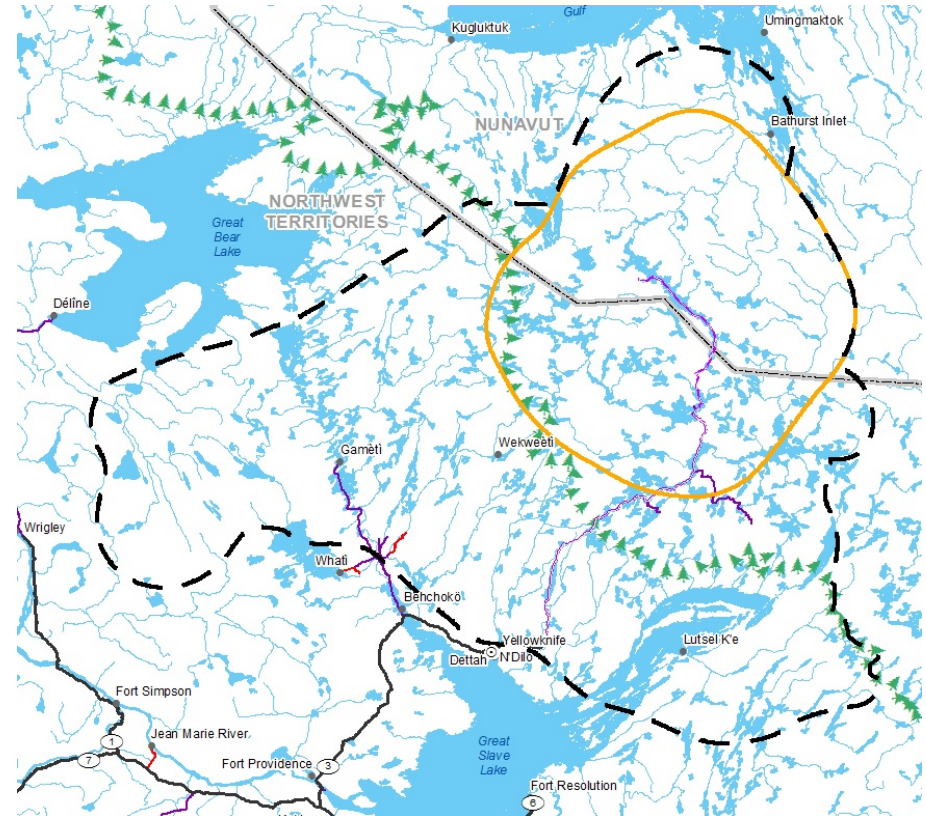 Gulf
Umingmaktok
Kugluktuk
NUNAVUT
Bathurst Inlet
NORTHWEST
TERRITORIES
Great
Bear
Lake
Délîne
Wekweètì
Gamètì
Wrigley
Whatì
Behchokö
Yellowknife
Dettah
N'Dilo
Lutsel K'e
Fort Simpson
Jean Marie River
1
7
Fort Providence
3
Great
Slave
Lake
Fort Resolution
6